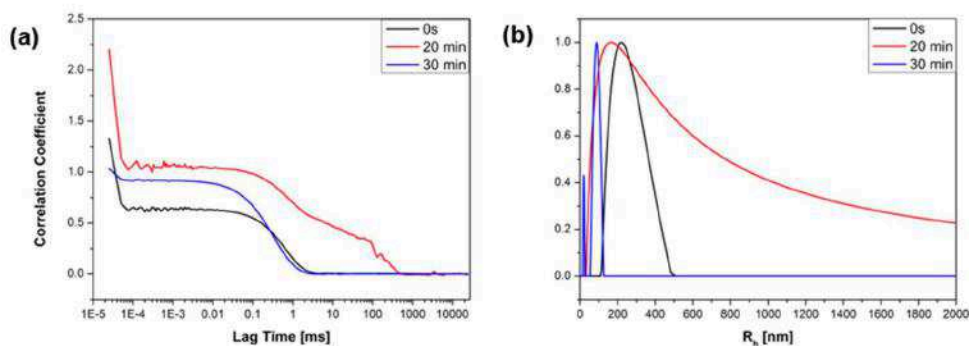 (a)
2.5
2.0
1.5
1.0
0.5
0.0
Correlation Coefficient
1E-5 1E-4 1E-3 0.01 0.1 1 10 100 1000 10000
Lag Time [ms]
0s
20 min
30 min
(b)
1.0
0.8
0.6
0.4
0.2
0.0
0 200 400 600 800 1000 1200 1400 1600 1800 2000
R_h [nm]
0s
20 min
30 min